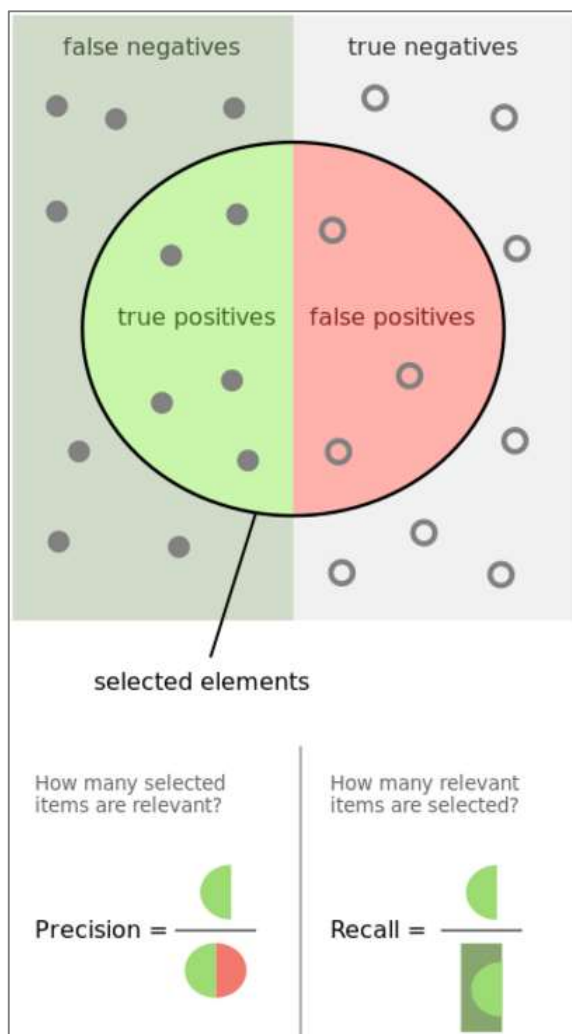 false negatives
true negatives
true positives
false positives
selected elements
How many selected
items are relevant?
How many relevant
items are selected?
Precision =
Recall =